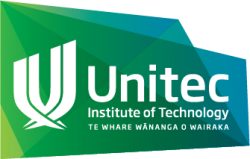 Unitec
Institute of Technology
TE WHARE WĀNANGA O WAIRAKA